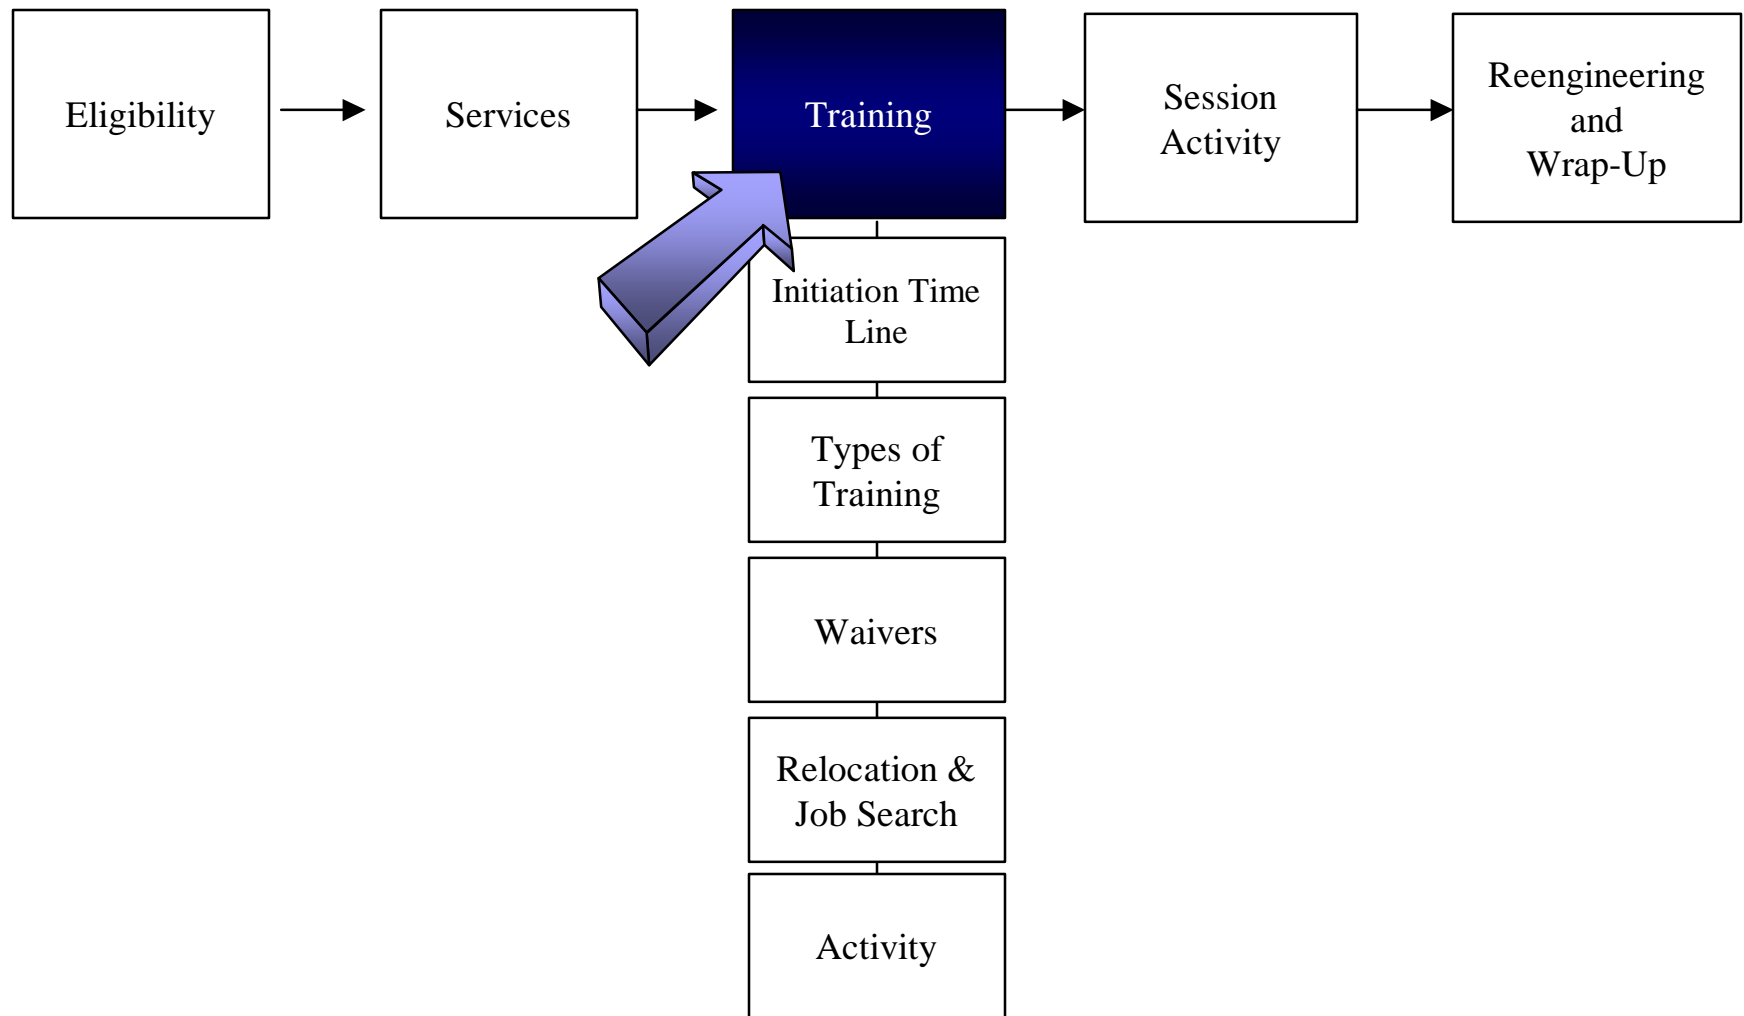 Eligibility
Services
Training
Session
Activity
Reengineering
and
Wrap-Up
Initiation Time
Line
Types of
Training
Waivers
Relocation &
Job Search
Activity